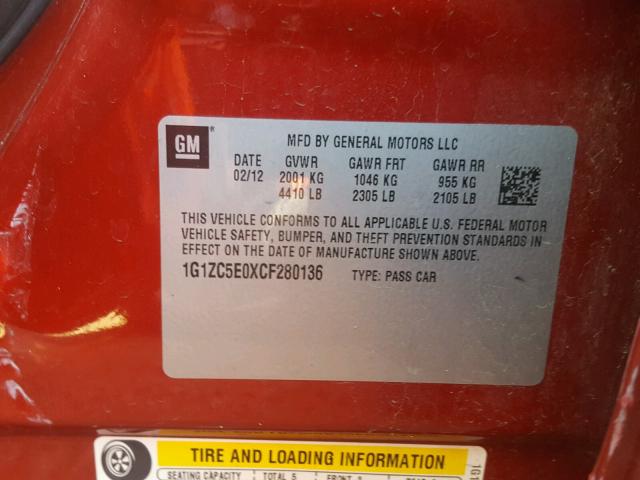 GM ®
MFD BY GENERAL MOTORS LLC
DATE GVWR GAWR FRT GAWR RR
02/12 2001 KG 1046 KG 955 KG
4410 LB 2305 LB 2105 LB
THIS VEHICLE CONFORMS TO ALL APPLICABLE U.S. FEDERAL MOTOR
VEHICLE SAFETY, BUMPER, AND THEFT PREVENTION STANDARDS IN
EFFECT ON THE DATE OF MANUFACTURE SHOWN ABOVE.
1G1ZC5E0XCF280136 TYPE: PASS CAR
TIRE AND LOADING INFORMATION
SEATING CAPACITY TOTAL 5 FRONT
1G1